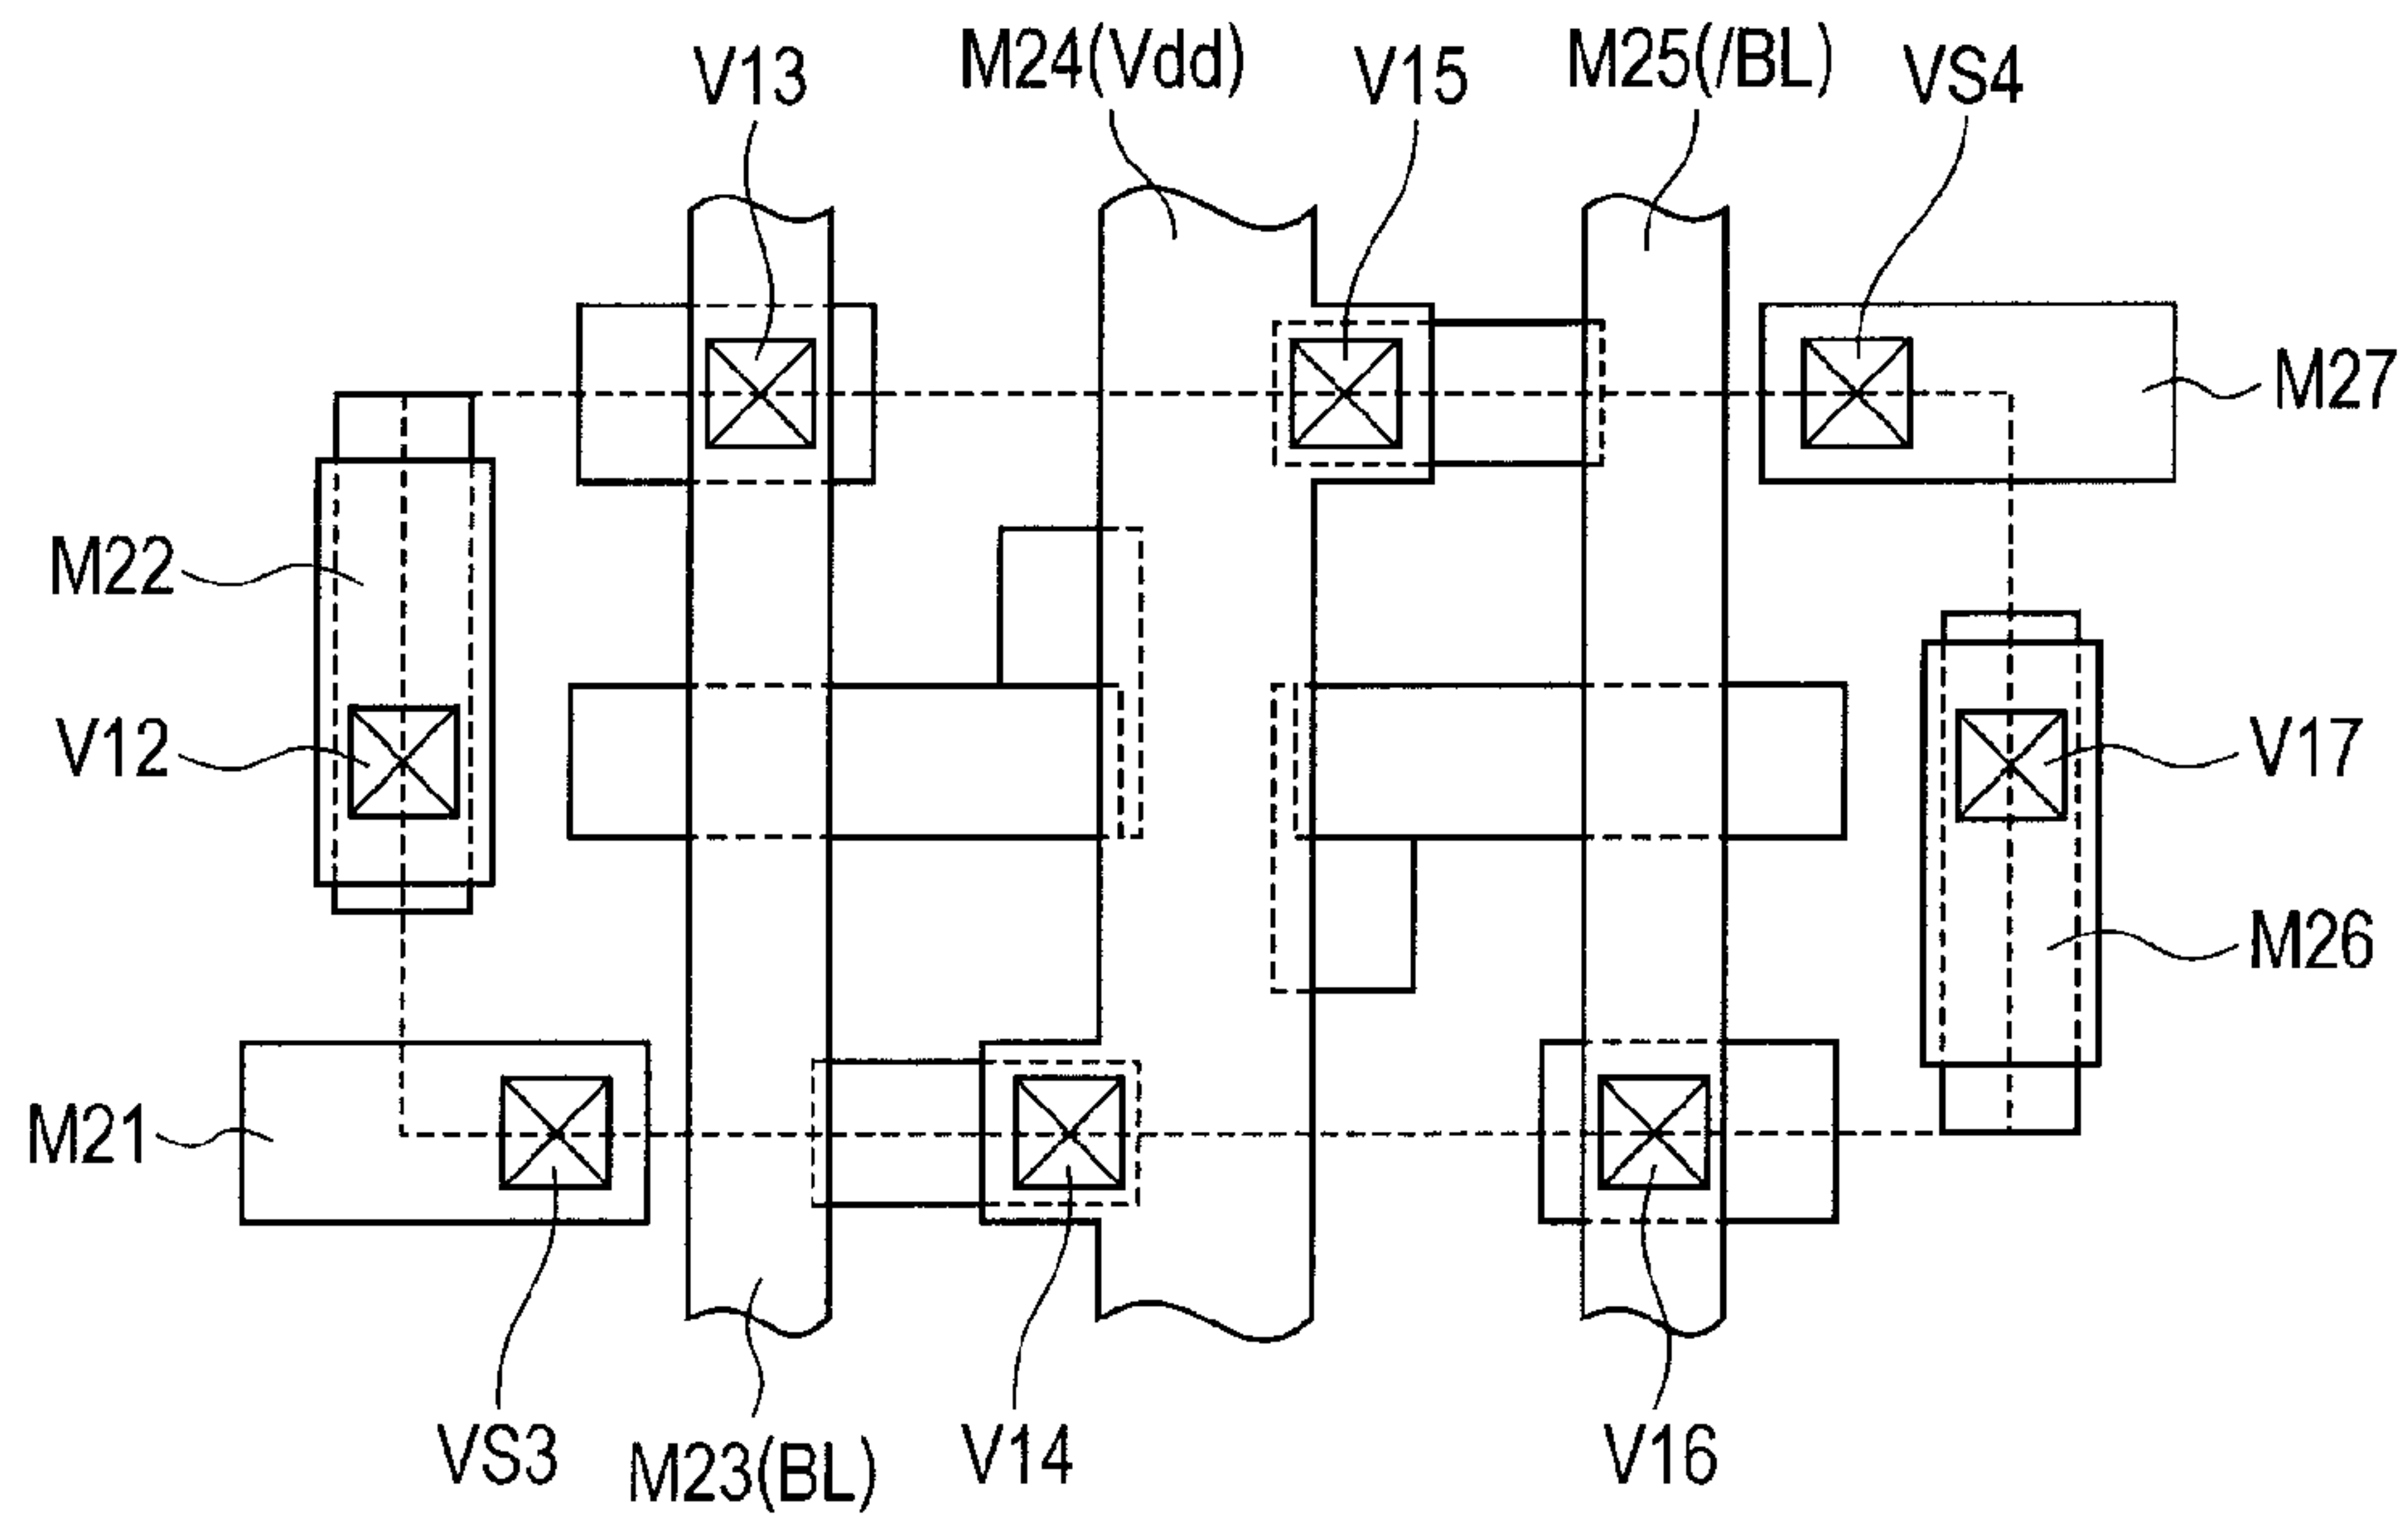 M24(Vdd)
M25(/BL)
V13
V15
VS4
M27
M22
V12
V17
M26
M21
VS3
M23(BL)
V14
V16